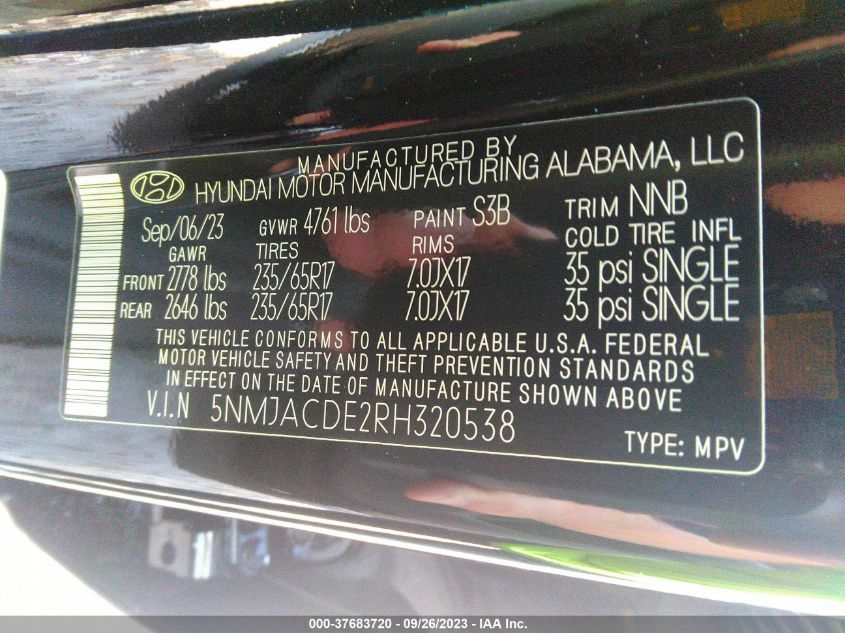 MANUFACTURED BY
HYUNDAI MOTOR MANUFACTURING ALABAMA, LLC
Sep/06/23 GVWR 4761 lbs PAINT S3B TRIM NNB
GAWR TIRES RIMS COLD TIRE INFL
FRONT 2778 lbs 235/65R17 7.0JX17 35 psi SINGLE
REAR 2646 lbs 235/65R17 7.0JX17 35 psi SINGLE
THIS VEHICLE CONFORMS TO ALL APPLICABLE U.S.A. FEDERAL
MOTOR VEHICLE SAFETY AND THEFT PREVENTION STANDARDS
IN EFFECT ON THE DATE OF MANUFACTURE SHOWN ABOVE
V.I.N 5NMJACDE2RH320538
TYPE: MPV
000-37683720 - 09/26/2023 - IAA Inc.